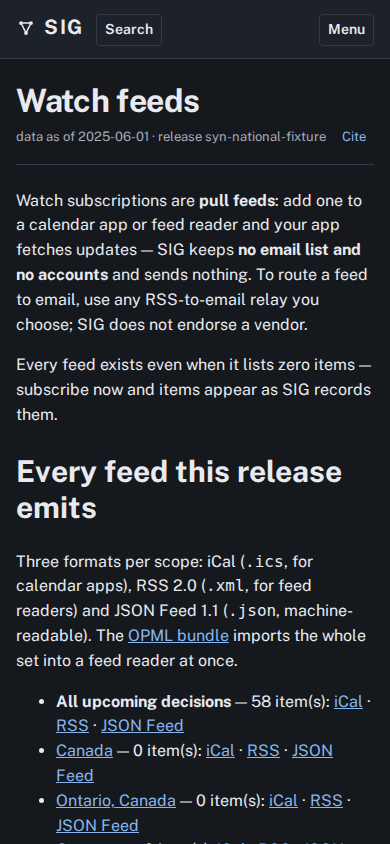 SIG Search Menu
Watch feeds
data as of 2025-06-01 · release syn-national-fixture Cite
Watch subscriptions are pull feeds: add one to
a calendar app or feed reader and your app
fetches updates — SIG keeps no email list and
no accounts and sends nothing. To route a feed
to email, use any RSS-to-email relay you
choose; SIG does not endorse a vendor.
Every feed exists even when it lists zero items —
subscribe now and items appear as SIG records
them.
Every feed this release
emits
Three formats per scope: iCal (.ics, for
calendar apps), RSS 2.0 (.xml, for feed
readers) and JSON Feed 1.1 (.json, machine-
readable). The OPML bundle imports the whole
set into a feed reader at once.
• All upcoming decisions — 58 item(s): iCal ·
RSS · JSON Feed
• Canada — 0 item(s): iCal · RSS · JSON
Feed
• Ontario, Canada — 0 item(s): iCal · RSS ·
JSON Feed